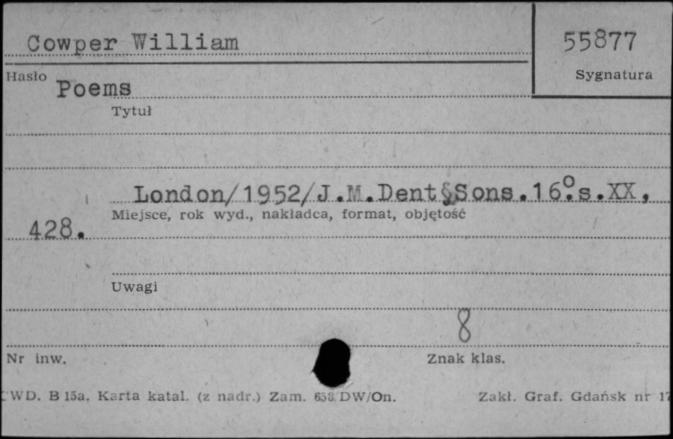 Cowper William
55877
Hasło
Sygnatura
Poems
Tytuł
London/1952/J.M.Dent§Sons.16°.s.XX,
Miejsce, rok wyd., nakładca, format, objętość
428.
Uwagi
8
Nr inw.
Znak klas.
WD. B 15a. Karta katal. (z nadr.) Zam. DW/On.
Zakł. Graf. Gdańsk nr 17